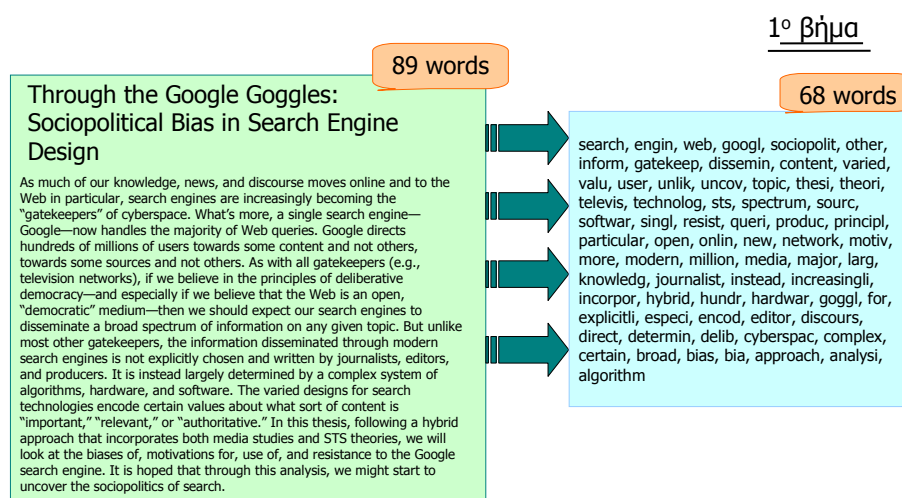 1ο βήμα
89 words
Through the Google Goggles:
Sociopolitical Bias in Search Engine
Design
As much of our knowledge, news, and discourse moves online and to the
Web in particular, search engines are increasingly becoming the
“gatekeepers” of cyberspace. What’s more, a single search engine—
Google—now handles the majority of Web queries. Google directs
hundreds of millions of users towards some content and not others,
towards some sources and not others. As with all gatekeepers (e.g.,
television networks), if we believe in the principles of deliberative
democracy—and especially if we believe that the Web is an open,
“democratic” medium—then we should expect our search engines to
disseminate a broad spectrum of information on any given topic. But unlike
most other gatekeepers, the information disseminated through modern
search engines is not explicitly chosen and written by journalists, editors,
and producers. It is instead largely determined by a complex system of
algorithms, hardware, and software. The varied designs for search
technologies encode certain values about what sort of content is
“important,” “relevant,” or “authoritative.” In this thesis, following a hybrid
approach that incorporates both media studies and STS theories, we will
look at the biases of, motivations for, use of, and resistance to the Google
search engine. It is hoped that through this analysis, we might start to
uncover the sociopolitics of search.
68 words
search, engin, web, googl, sociopolit, other,
inform, gatekeep, dissemin, content, varied,
valu, user, unlik, uncov, topic, thesi, theori,
televis, technolog, sts, spectrum, sourc,
softwar, singl, resist, queri, produc, principl,
particular, open, onlin, new, network, motiv,
more, modern, million, media, major, larg,
knowledg, journalist, instead, increasingli,
incorpor, hybrid, hundr, hardwar, goggl, for,
explicitli, especi, encod, editor, discours,
direct, determin, delib, cyberspac, complex,
certain, broad, bias, bia, approach, analysi,
algorithm